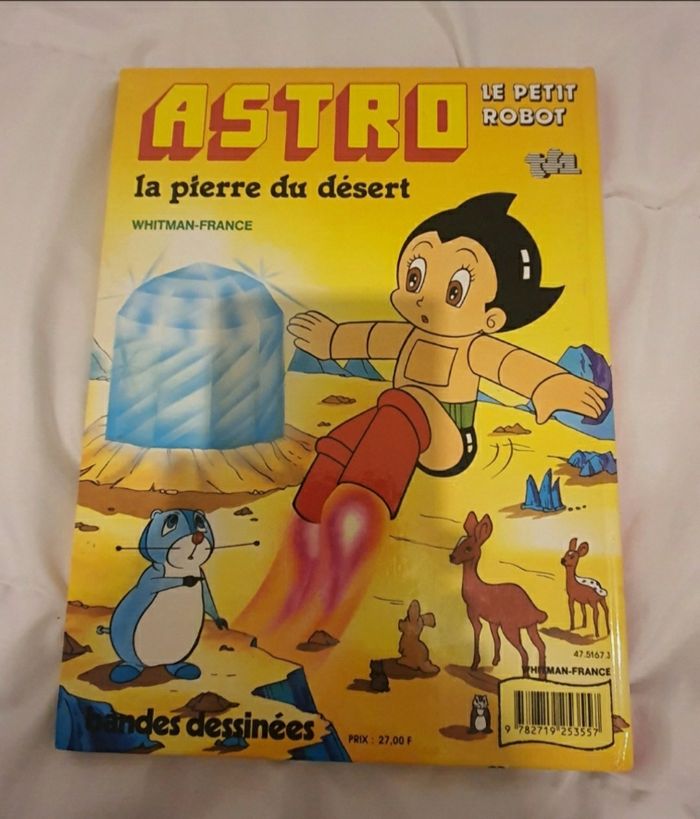 ASTRO
LE PETIT
ROBOT
tf1
la pierre du désert
WHITMAN-FRANCE
47.5167.3
WHITMAN-FRANCE
bandes dessinées
PRIX : 27,00 F
9 782719 253557